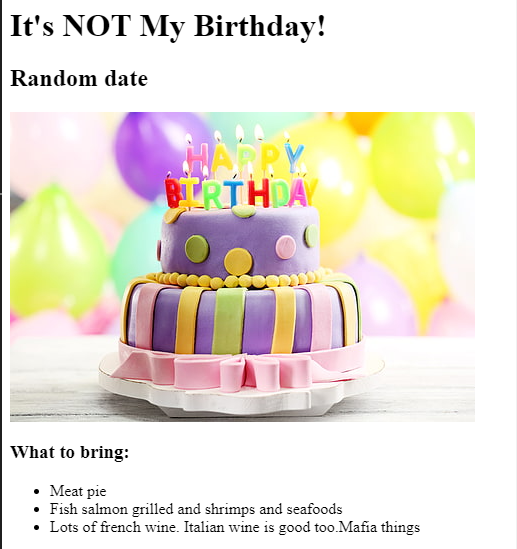 It's NOT My Birthday!
Random date
HAPPY
BIRTHDAY
What to bring:
Meat pie
Fish salmon grilled and shrimps and seafoods
Lots of french wine. Italian wine is good too.Mafia things